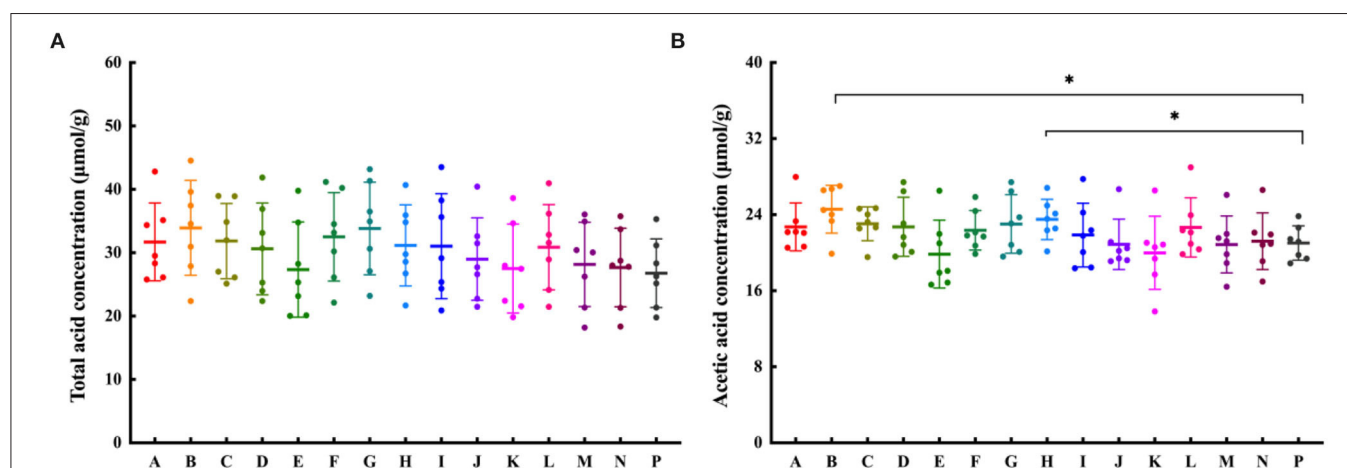 A
60
50
40
30
20
10
0
Total acid concentration (μmol/g)
A B C D E F G H I J K L M N P
B
40
32
24
16
8
0
Acetic acid concentration (μmol/g)
*
*
A B C D E F G H I J K L M N P